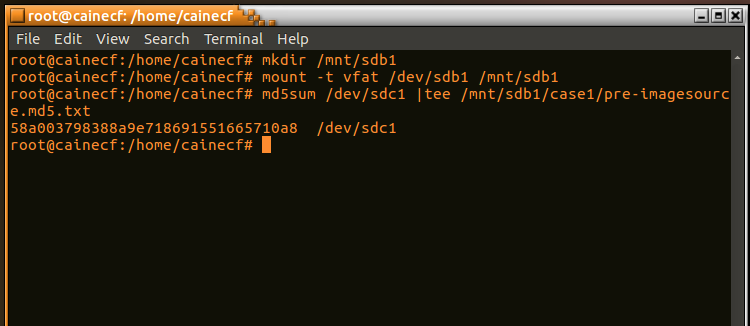 root@cainecf: /home/cainecf
File Edit View Search Terminal Help
root@cainecf:/home/cainecf# mkdir /mnt/sdb1
root@cainecf:/home/cainecf# mount -t vfat /dev/sdb1 /mnt/sdb1
root@cainecf:/home/cainecf# md5sum /dev/sdc1 |tee /mnt/sdb1/case1/pre-imagesourc
e.md5.txt
58a003798388a9e718691551665710a8  /dev/sdc1
root@cainecf:/home/cainecf#